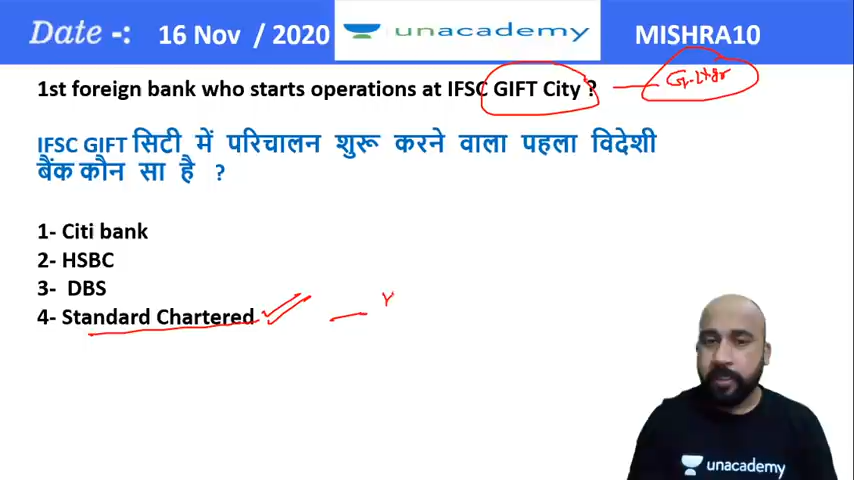 Date -: 16 Nov / 2020 unacademy MISHRA10
1st foreign bank who starts operations at IFSC GIFT City ?
IFSC GIFT सिटी में परिचालन शुरू करने वाला पहला विदेशी
बैंक कौन सा है ?
1- Citi bank
2- HSBC
3- DBS
4- Standard Chartered
unacademy